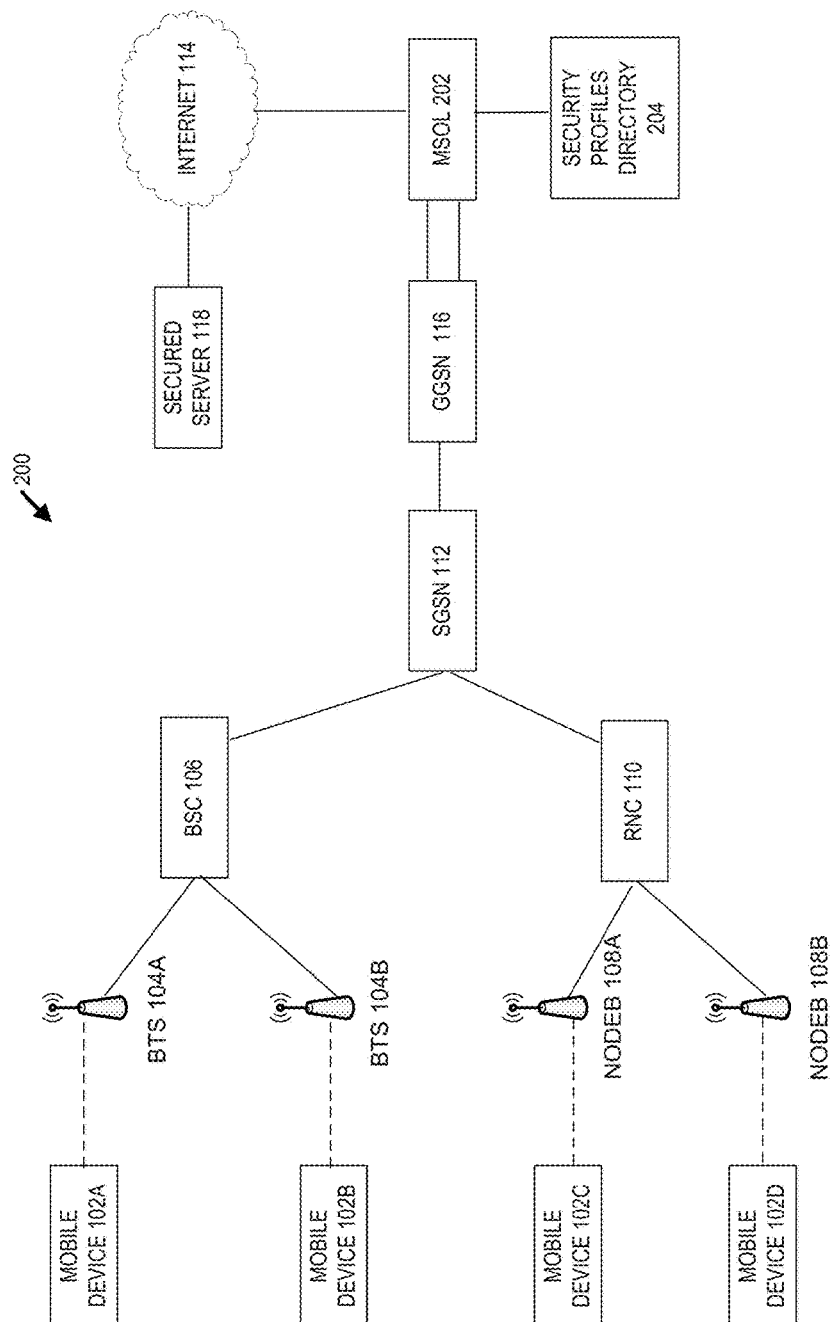 200
INTERNET 114
SECURED
SERVER 118
MSOL 202
SECURITY
PROFILES
DIRECTORY
204
GGSN 116
SGSN 112
BSC 106
RNC 110
BTS 104A
BTS 104B
NODEB 108A
NODEB 108B
MOBILE
DEVICE 102A
MOBILE
DEVICE 102B
MOBILE
DEVICE 102C
MOBILE
DEVICE 102D